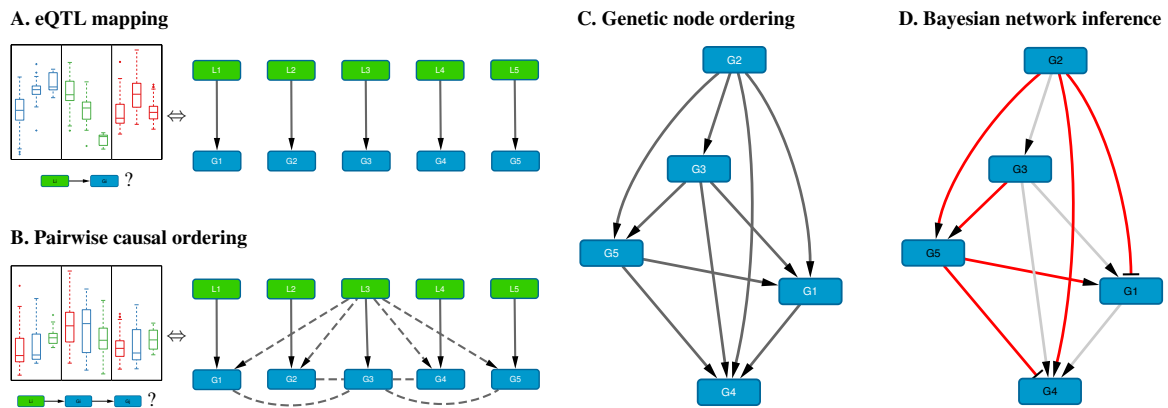 A. eQTL mapping
L1 L2 L3 L4 L5
⇔
G1 G2 G3 G4 G5
?
B. Pairwise causal ordering
L1 L2 L3 L4 L5
⇔
G1 G2 G3 G4 G5
?
C. Genetic node ordering
G2
G3
G5
G1
G4
D. Bayesian network inference
G2
G3
G5
G1
G4